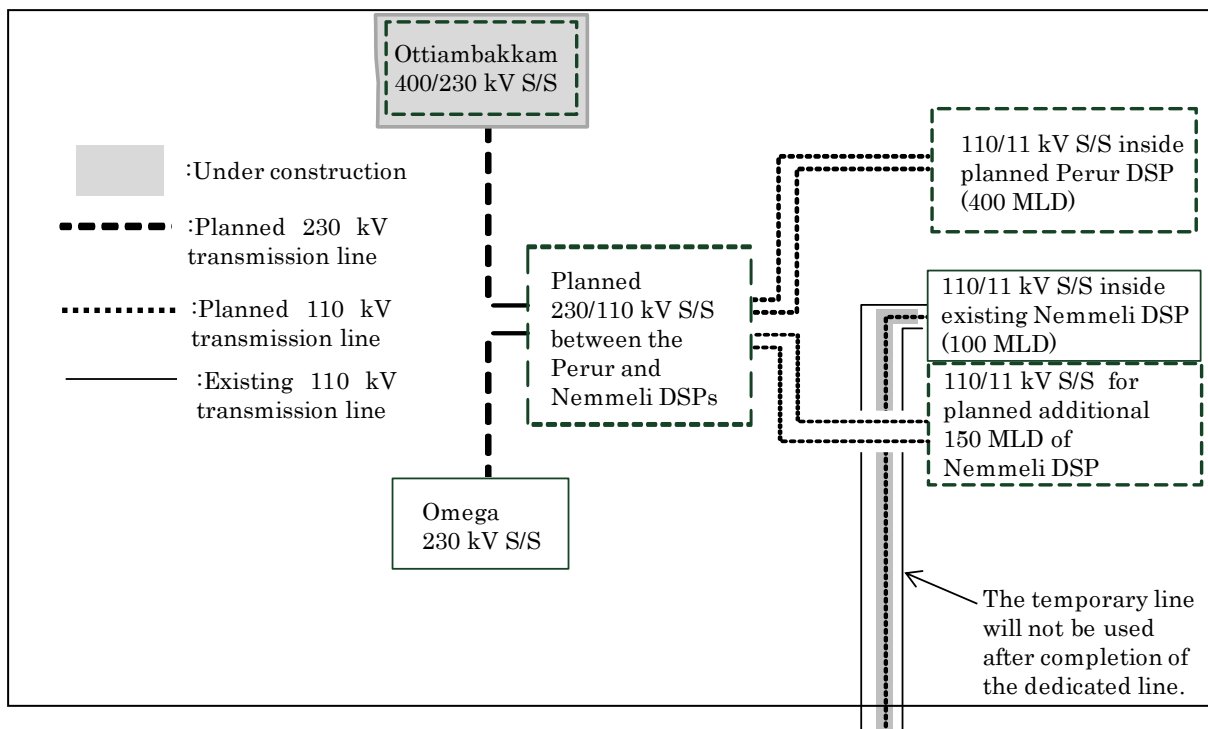 Ottiambakkam
400/230 kV S/S
:Under construction
:Planned 230 kV
transmission line
:Planned 110 kV
transmission line
:Existing 110 kV
transmission line
Planned
230/110 kV S/S
between the
Perur and
Nemmeli DSPs
Omega
230 kV S/S
110/11 kV S/S inside
planned Perur DSP
(400 MLD)
110/11 kV S/S inside
existing Nemmeli DSP
(100 MLD)
110/11 kV S/S for
planned additional
150 MLD of
Nemmeli DSP
The temporary line
will not be used
after completion of
the dedicated line.